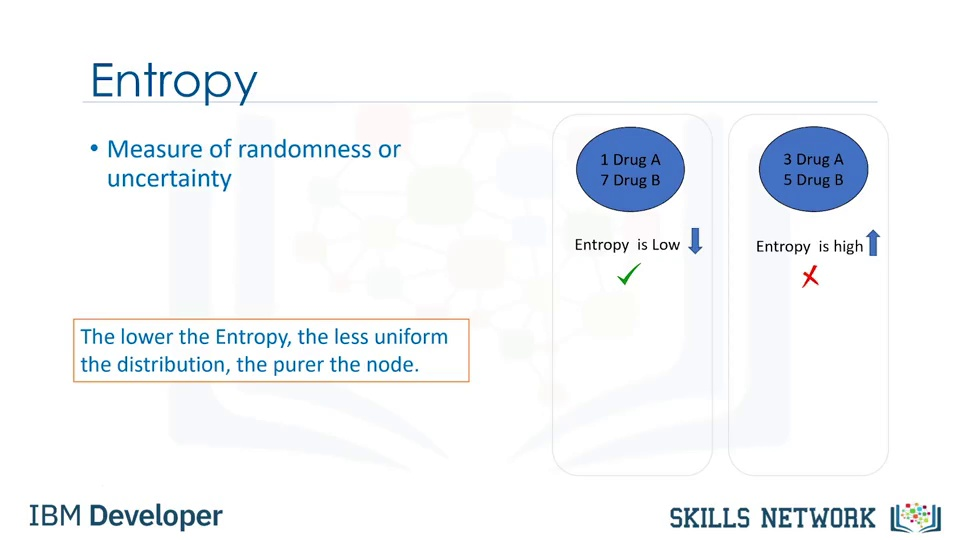 Entropy
• Measure of randomness or
uncertainty
The lower the Entropy, the less uniform
the distribution, the purer the node.
1 Drug A
7 Drug B
Entropy is Low
3 Drug A
5 Drug B
Entropy is high
IBM Developer
SKILLS NETWORK